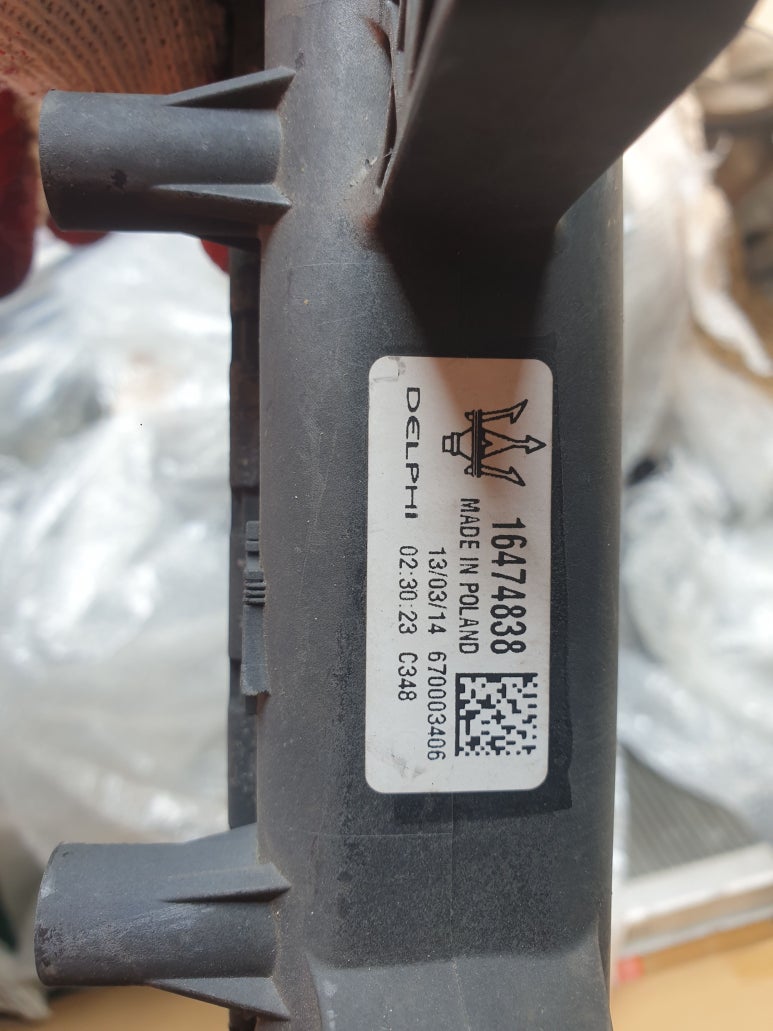 16474838
MADE IN POLAND
13/03/14 670003406
DELPHI 02:30:23 C348